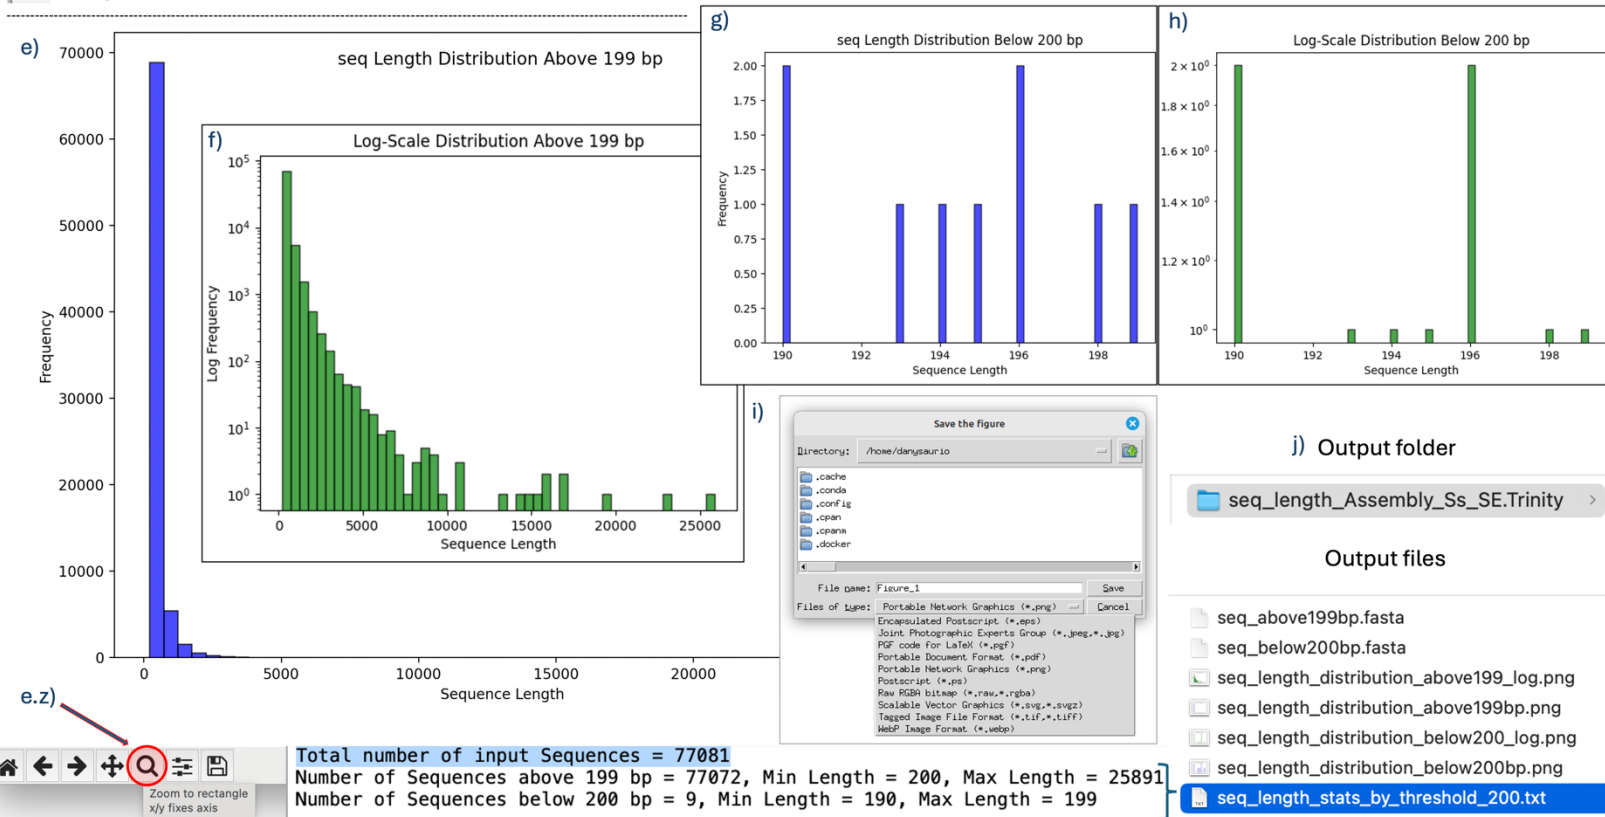 e)
seq Length Distribution Above 199 bp
70000
60000
50000
40000
30000
20000
10000
0
Frequency
0
5000
10000
15000
20000
Sequence Length
f)
Log-Scale Distribution Above 199 bp
10⁵
10⁴
10³
10²
10¹
10⁰
Log Frequency
0
5000
10000
15000
20000
25000
Sequence Length
g)
seq Length Distribution Below 200 bp
2.00
1.75
1.50
1.25
1.00
0.75
0.50
0.25
0.00
Frequency
190
192
194
196
198
Sequence Length
h)
Log-Scale Distribution Below 200 bp
2 × 10⁰
1.8 × 10⁰
1.6 × 10⁰
1.4 × 10⁰
1.2 × 10⁰
10⁰
190
192
194
196
198
Sequence Length
i)
Save the figure
Directory: /home/danysaurio
.cache
.conda
.config
.cpan
.cpanm
.docker
File name: Figure_1
Save
Files of type: Portable Network Graphics (*.png)
Cancel
Encapsulated Postscript (*.eps)
Joint Photographic Experts Group (*.jpeg,*.jpg)
PGF code for LaTeX (*.pgf)
Portable Document Format (*.pdf)
Portable Network Graphics (*.png)
Postscript (*.ps)
Raw RGBA bitmap (*.raw,*.rgba)
Scalable Vector Graphics (*.svg,*.svgz)
Tagged Image File Format (*.tif,*.tiff)
WebP Image Format (*.webp)
j) Output folder
seq_length_Assembly_Ss_SE.Trinity
Output files
seq_above199bp.fasta
seq_below200bp.fasta
seq_length_distribution_above199_log.png
seq_length_distribution_above199bp.png
seq_length_distribution_below200_log.png
seq_length_distribution_below200bp.png
seq_length_stats_by_threshold_200.txt
e.z)
Zoom to rectangle
x/y fixes axis
Total number of input Sequences = 77081
Number of Sequences above 199 bp = 77072, Min Length = 200, Max Length = 25891
Number of Sequences below 200 bp = 9, Min Length = 190, Max Length = 199